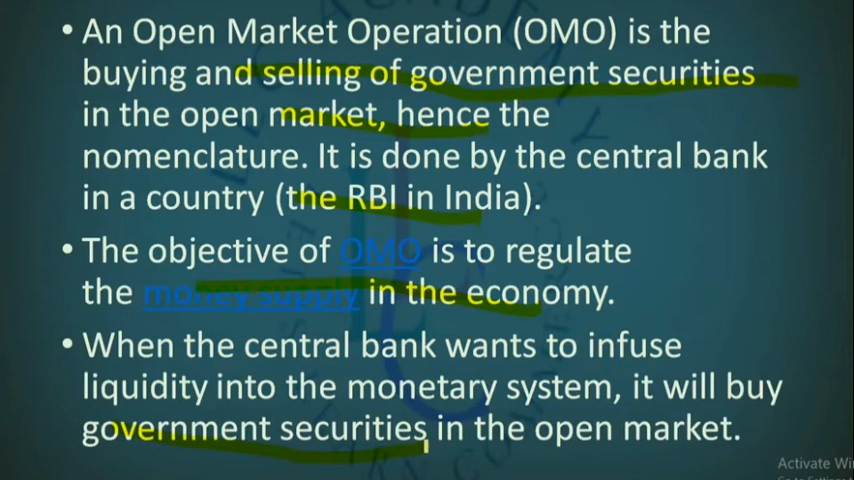 • An Open Market Operation (OMO) is the
buying and selling of government securities
in the open market, hence the
nomenclature. It is done by the central bank
in a country (the RBI in India).
• The objective of OMO is to regulate
the money supply in the economy.
• When the central bank wants to infuse
liquidity into the monetary system, it will buy
government securities in the open market.
Activate Wi